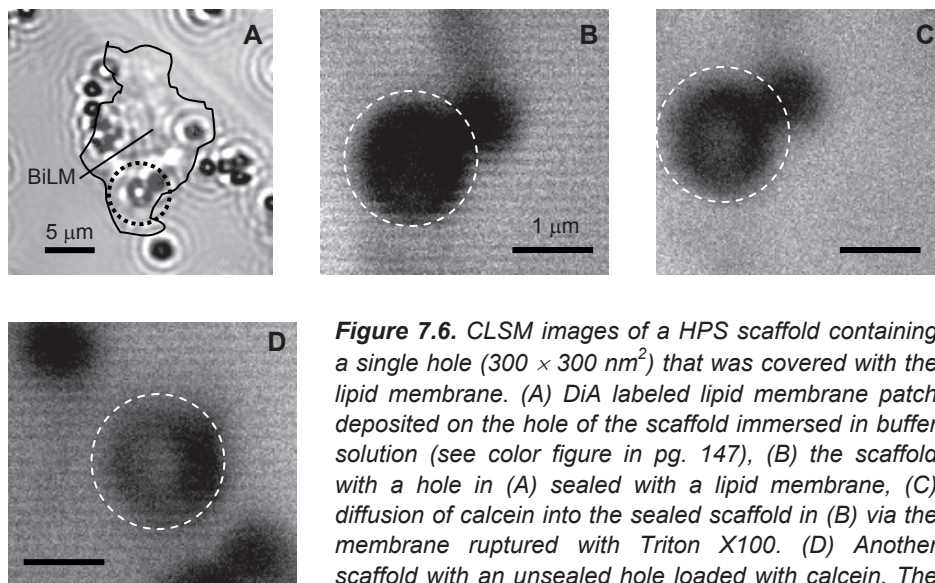 A
BiLM
5 μm
B
1 μm
C
D
Figure 7.6. CLSM images of a HPS scaffold containing
a single hole (300 × 300 nm²) that was covered with the
lipid membrane. (A) DiA labeled lipid membrane patch
deposited on the hole of the scaffold immersed in buffer
solution (see color figure in pg. 147), (B) the scaffold
with a hole in (A) sealed with a lipid membrane, (C)
diffusion of calcein into the sealed scaffold in (B) via the
membrane ruptured with Triton X100. (D) Another
scaffold with an unsealed hole loaded with calcein. The